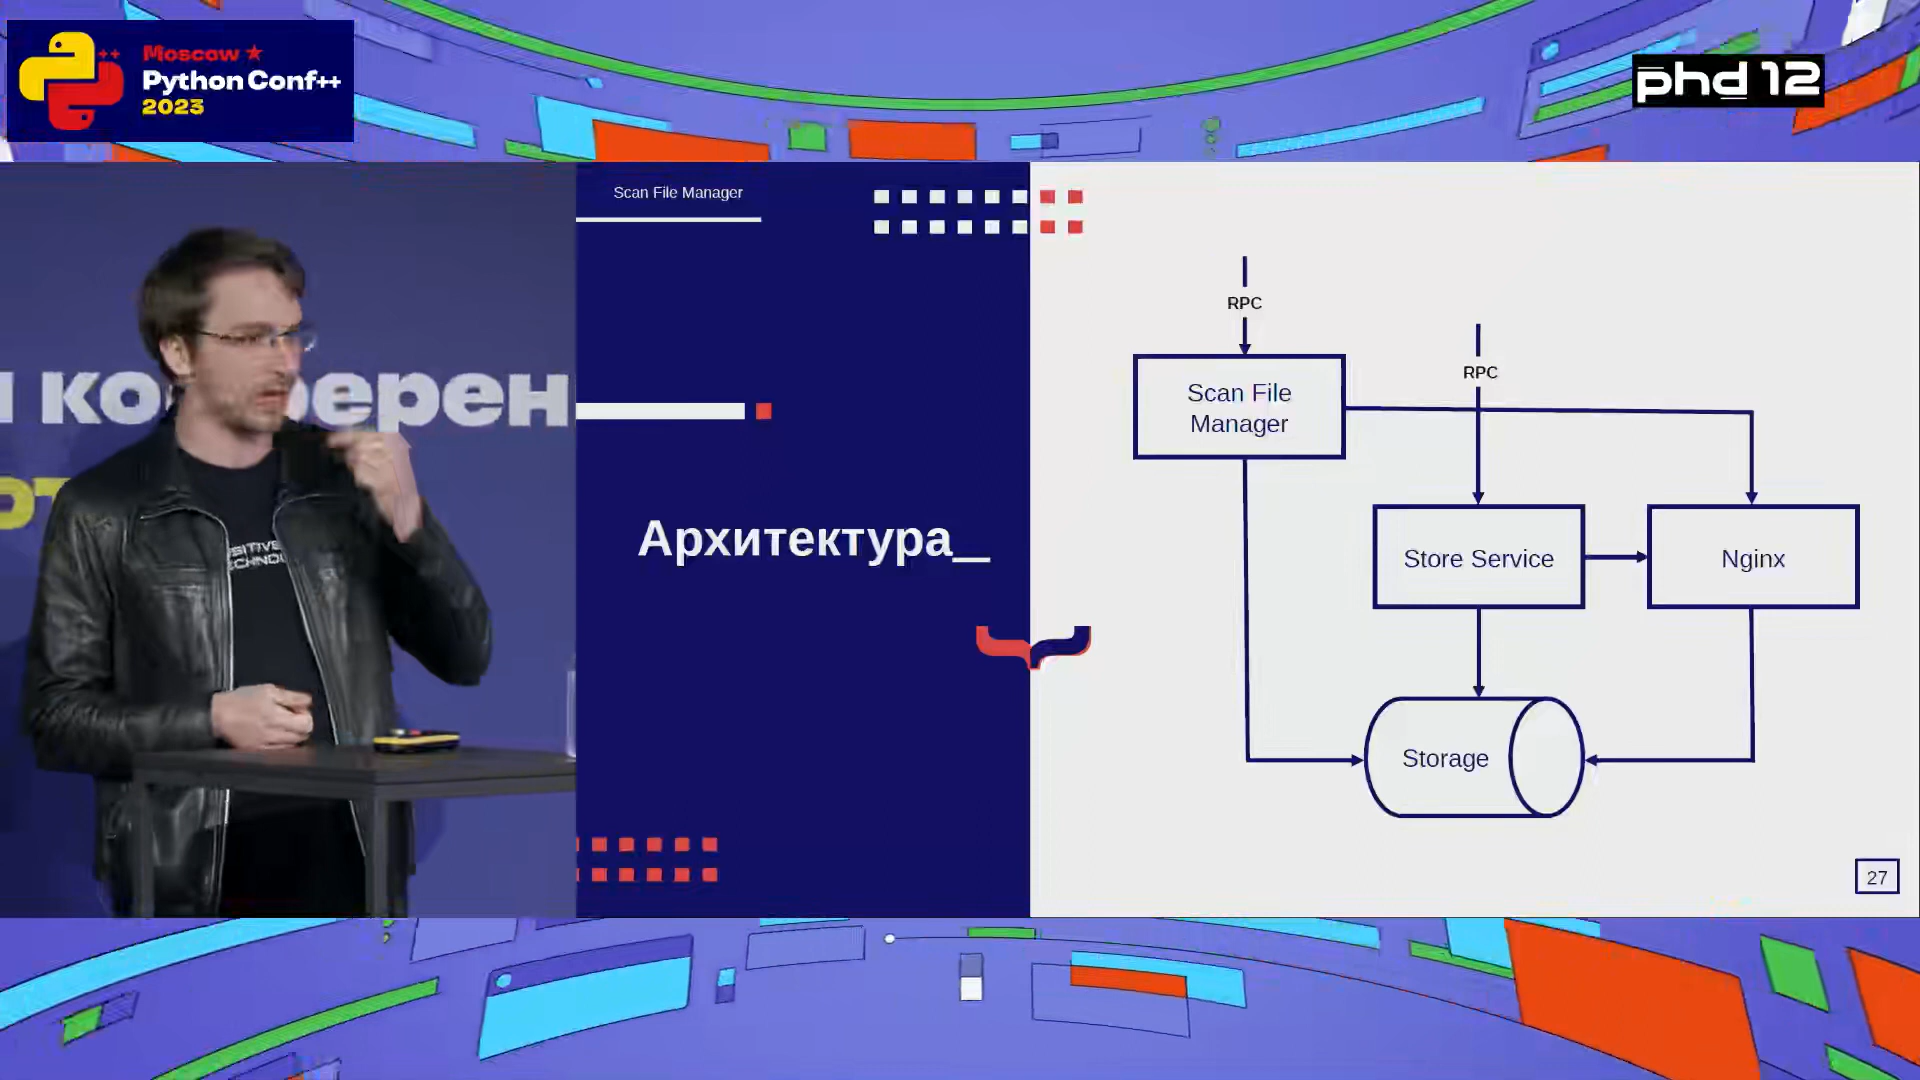 Moscow ★
Python Conf++
2023
phd 12
Scan File Manager
Архитектура_
RPC
RPC
Scan File
Manager
Store Service
Nginx
Storage
27